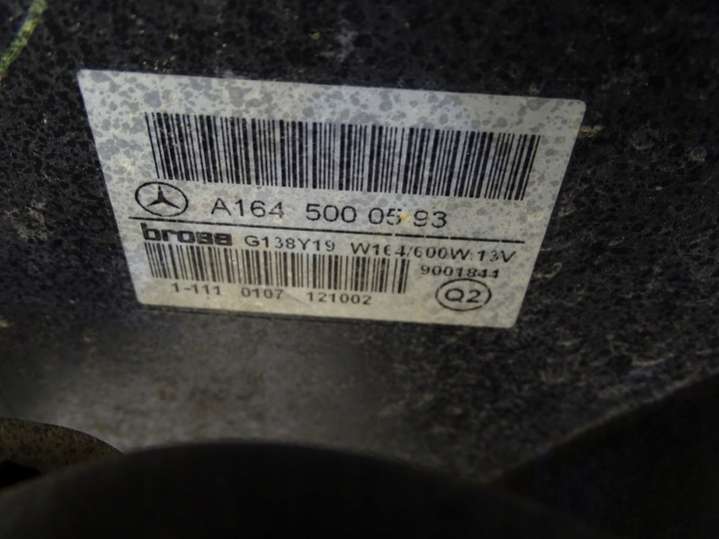 A164 500 05 93
brose G138Y19 W164/600W/13V
9001844
1-111 0107 121002
Q2